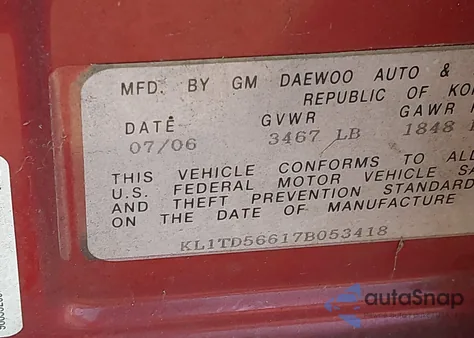 MFD. BY GM DAEWOO AUTO &
REPUBLIC OF KO
DATE GVWR GAWR
07/06 3467 LB 1848
THIS VEHICLE CONFORMS TO ALL
U.S. FEDERAL MOTOR VEHICLE SA
AND THEFT PREVENTION STANDARD
ON THE DATE OF MANUFACTURE
KL1TD56617B053418
autoSnap